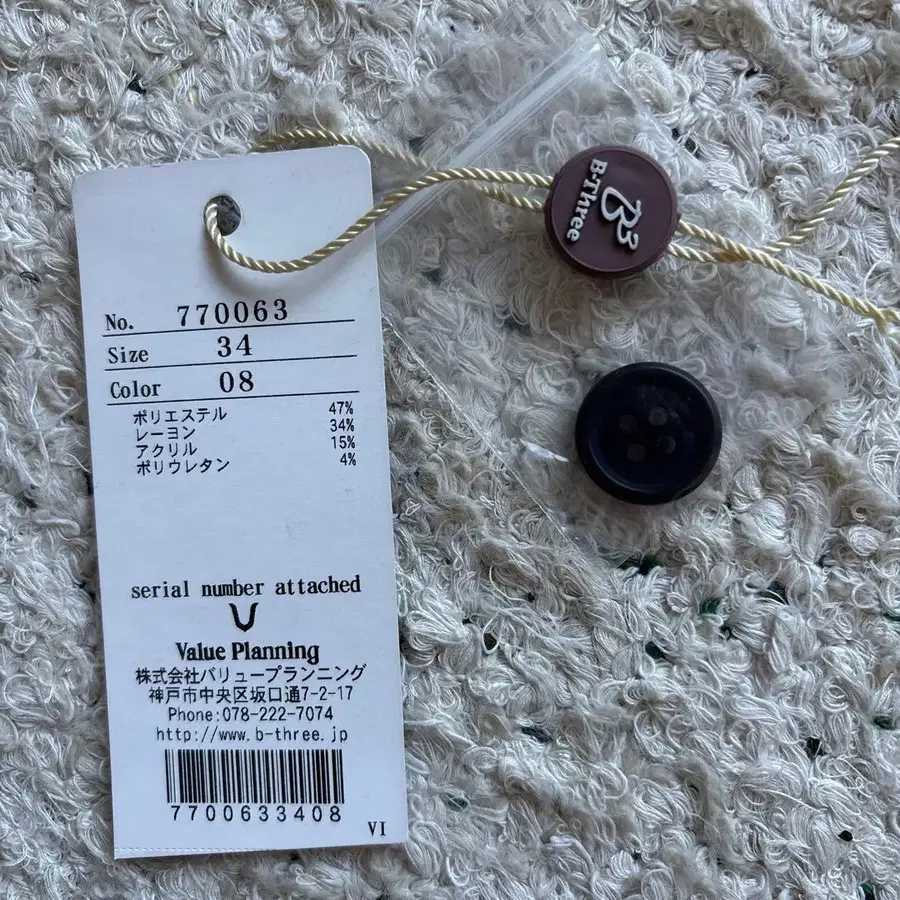 No. 770063
Size 34
Color 08
ポリエステル 47%
レーヨン 34%
アクリル 15%
ポリウレタン 4%
serial number attached
Value Planning
株式会社バリュープランニング
神戸市中央区坂口通7-2-17
Phone:078-222-7074
http://www.b-three.jp
7700633408
VI
B3
B-Three